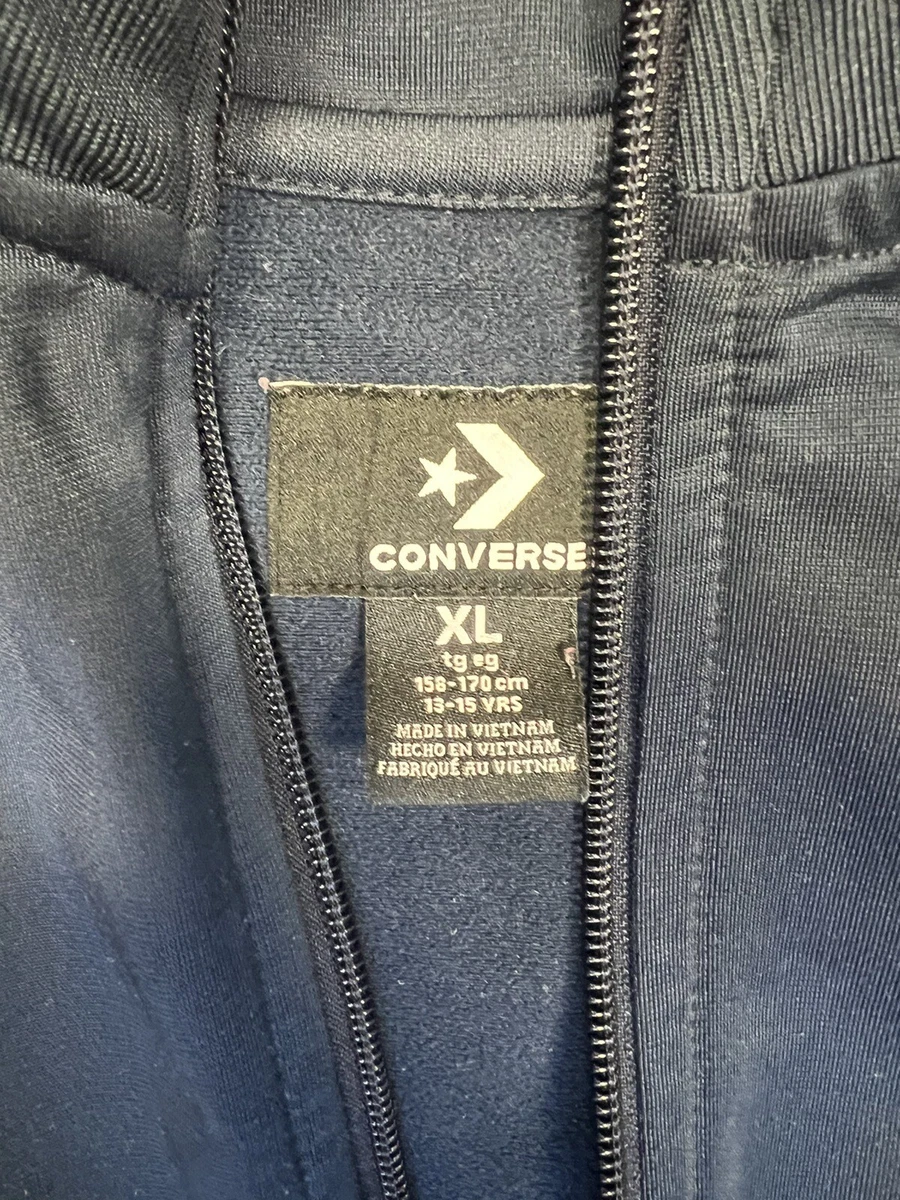 CONVERSE
XL
tg eg
158-170 cm
13-15 YRS
MADE IN VIETNAM
HECHO EN VIETNAM
FABRIQUÉ AU VIETNAM